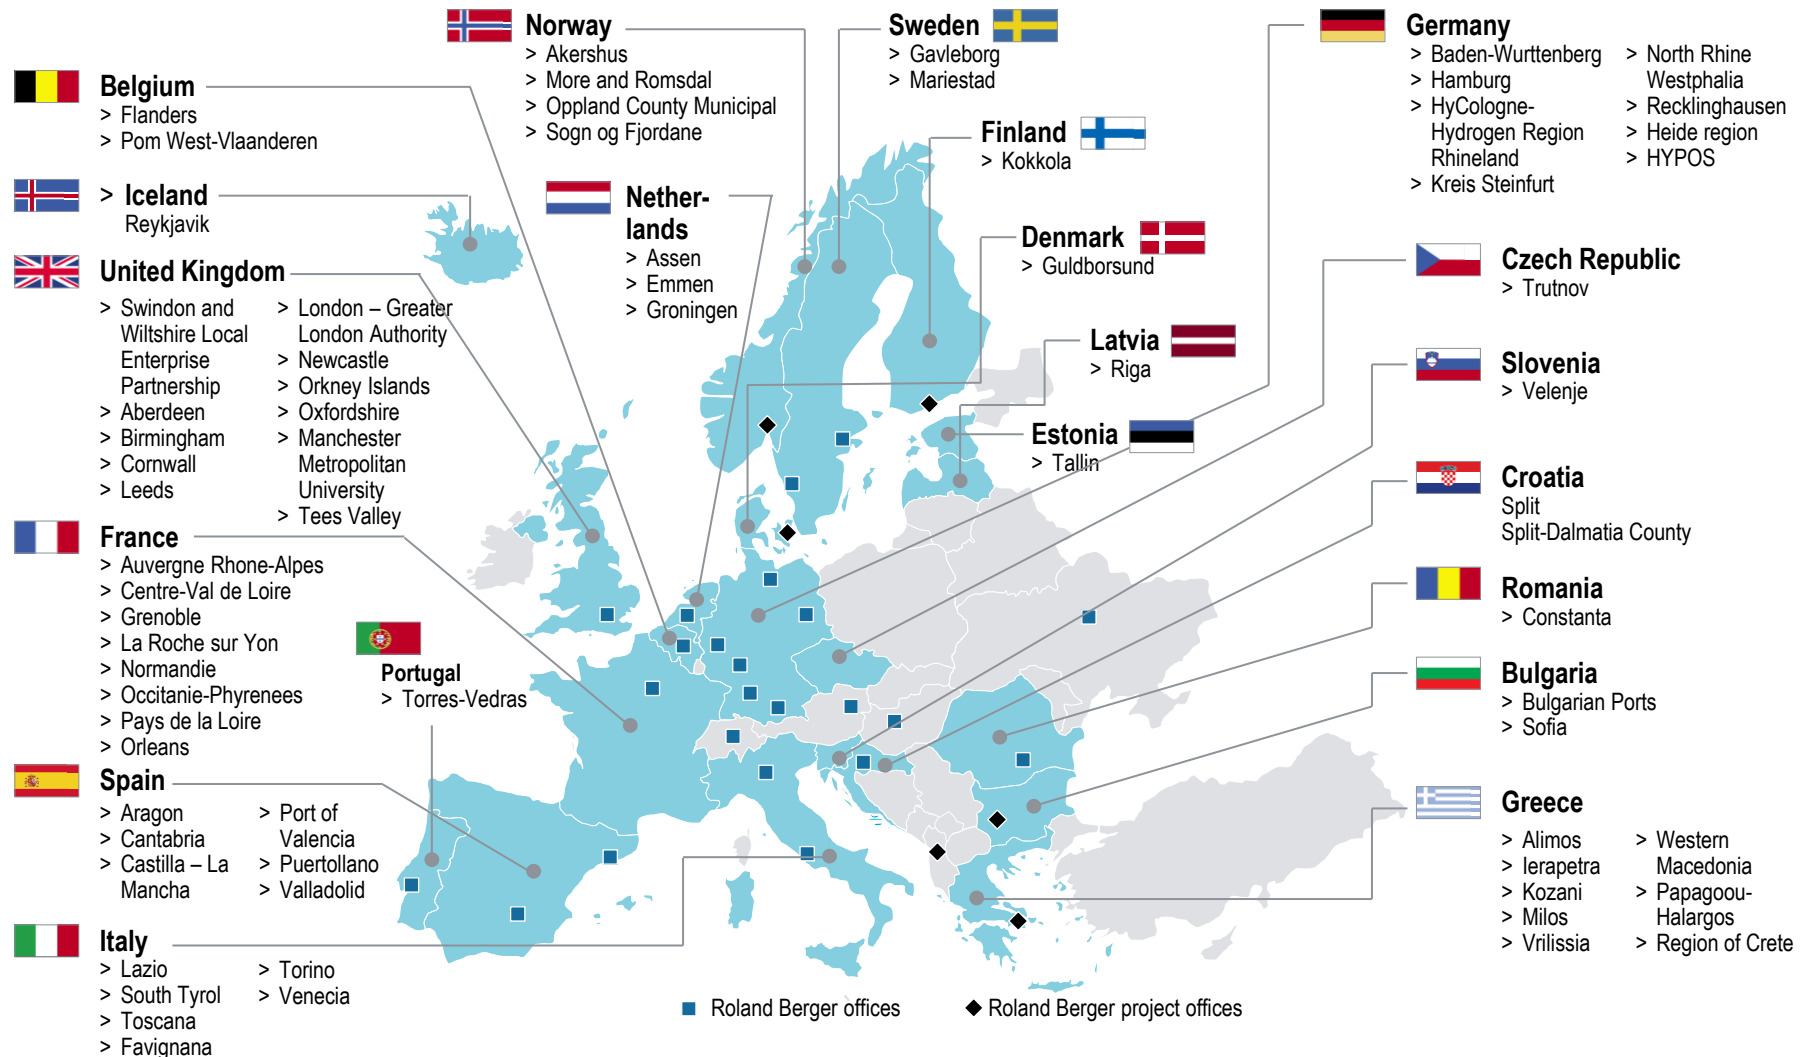 Norway
> Akershus
> More and Romsdal
> Oppland County Municipal
> Sogn og Fjordane
Sweden
> Gavleborg
> Mariestad
Germany
> Baden-Wurttenberg
> Hamburg
> HyCologne-
Hydrogen Region
Rhineland
> Kreis Steinfurt
> North Rhine
Westphalia
> Recklinghausen
> Heide region
> HYPOS
Belgium
> Flanders
> Pom West-Vlaanderen
Finland
> Kokkola
> Iceland
Reykjavik
Nether-
lands
> Assen
> Emmen
> Groningen
Denmark
> Guldborsund
Czech Republic
> Trutnov
United Kingdom
> Swindon and
Wiltshire Local
Enterprise
Partnership
> Aberdeen
> Birmingham
> Cornwall
> Leeds
> London – Greater
London Authority
> Newcastle
> Orkney Islands
> Oxfordshire
> Manchester
Metropolitan
University
> Tees Valley
Latvia
> Riga
Slovenia
> Velenje
Estonia
> Tallin
Croatia
Split
Split-Dalmatia County
France
> Auvergne Rhone-Alpes
> Centre-Val de Loire
> Grenoble
> La Roche sur Yon
> Normandie
> Occitanie-Phyrenees
> Pays de la Loire
> Orleans
Romania
> Constanta
Portugal
> Torres-Vedras
Bulgaria
> Bulgarian Ports
> Sofia
Spain
> Aragon
> Cantabria
> Castilla – La
Mancha
> Port of
Valencia
> Puertollano
> Valladolid
Greece
> Alimos
> Ierapetra
> Kozani
> Milos
> Vrilissia
> Western
Macedonia
> Papagoou-
Halargos
> Region of Crete
Italy
> Lazio
> South Tyrol
> Toscana
> Favignana
> Torino
> Venecia
Roland Berger offices
Roland Berger project offices